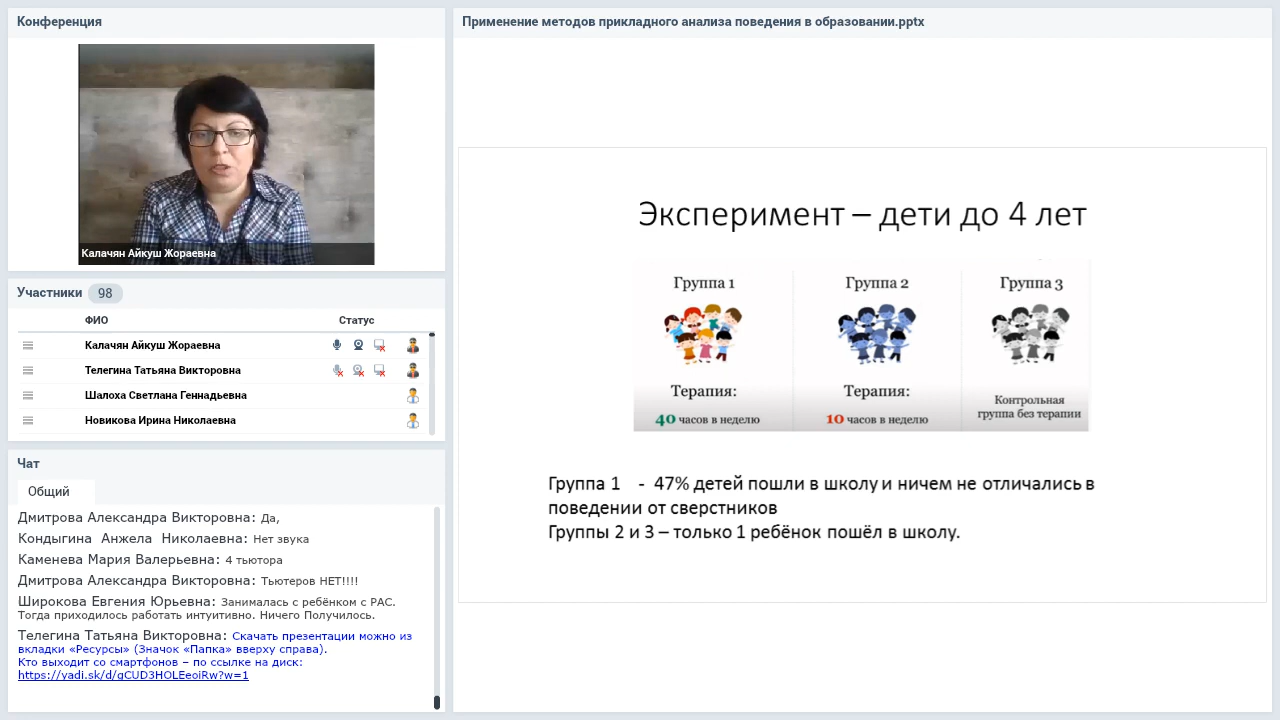 Конференция
Калачян Айкуш Жораевна
Участники 98
ФИО Статус
Калачян Айкуш Жораевна
Телегина Татьяна Викторовна
Шалоха Светлана Геннадьевна
Новикова Ирина Николаевна
Чат
Общий
Дмитрова Александра Викторовна: Да,
Кондыгина Анжела Николаевна: Нет звука
Каменева Мария Валерьевна: 4 тьютора
Дмитрова Александра Викторовна: Тьютеров НЕТ!!!!
Широкова Евгения Юрьевна: Занималась с ребёнком с РАС.
Тогда приходилось работать интуитивно. Ничего Получилось.
Телегина Татьяна Викторовна: Скачать презентации можно из
вкладки «Ресурсы» (Значок «Папка» вверху справа).
Кто выходит со смартфонов – по ссылке на диск:
https://yadi.sk/d/gCUD3HOLEeoiRw?w=1
Применение методов прикладного анализа поведения в образовании.pptx
Эксперимент – дети до 4 лет
Группа 1
Терапия:
40 часов в неделю
Группа 2
Терапия:
10 часов в неделю
Группа 3
Контрольная
группа без терапии
Группа 1 - 47% детей пошли в школу и ничем не отличались в
поведении от сверстников
Группы 2 и 3 – только 1 ребёнок пошёл в школу.